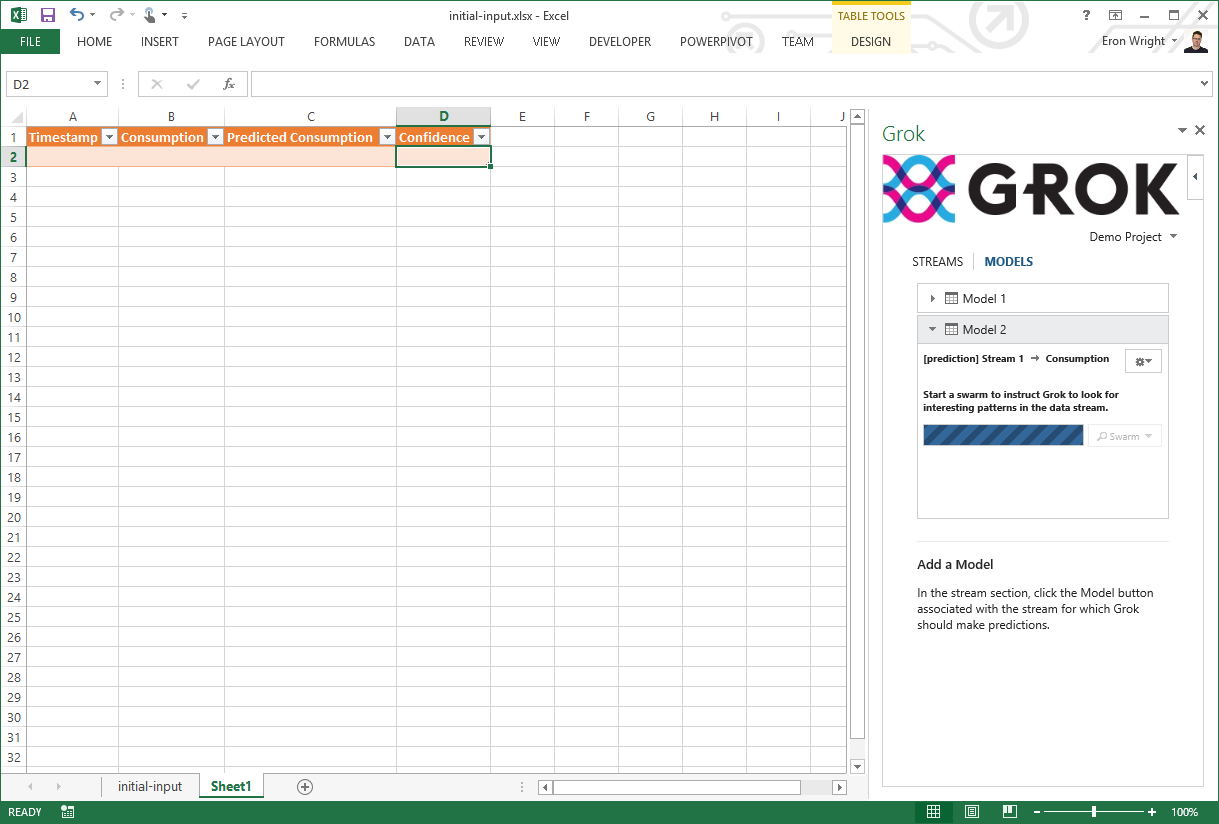 initial-input.xlsx - Excel
TABLE TOOLS
?
FILE HOME INSERT PAGE LAYOUT FORMULAS DATA REVIEW VIEW DEVELOPER POWERPIVOT TEAM DESIGN
Eron Wright
D2 fx
A B C D E F G H I J
1 Timestamp Consumption Predicted Consumption Confidence
2
3
4
5
6
7
8
9
10
11
12
13
14
15
16
17
18
19
20
21
22
23
24
25
26
27
28
29
30
31
32
Grok
GROK
Demo Project
STREAMS MODELS
Model 1
Model 2
[prediction] Stream 1 → Consumption
Start a swarm to instruct Grok to look for
interesting patterns in the data stream.
Swarm
Add a Model
In the stream section, click the Model button
associated with the stream for which Grok
should make predictions.
initial-input Sheet1
READY
100%